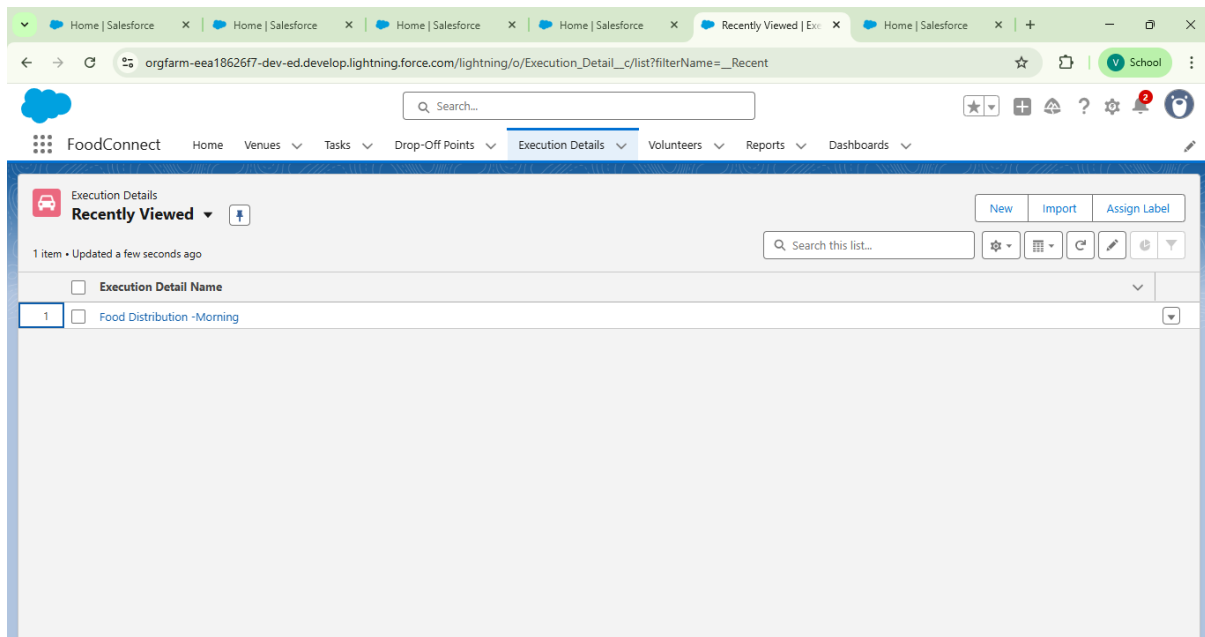 Home | Salesforce
Home | Salesforce
Home | Salesforce
Home | Salesforce
Recently Viewed | Exe
Home | Salesforce
orgfarm-eea18626f7-dev-ed.develop.lightning.force.com/lightning/o/Execution_Detail__c/list?filterName=__Recent
V School
Search...
2
FoodConnect Home Venues Tasks Drop-Off Points Execution Details Volunteers Reports Dashboards
Execution Details
Recently Viewed
New Import Assign Label
1 item • Updated a few seconds ago
Search this list...
Execution Detail Name
1 Food Distribution -Morning